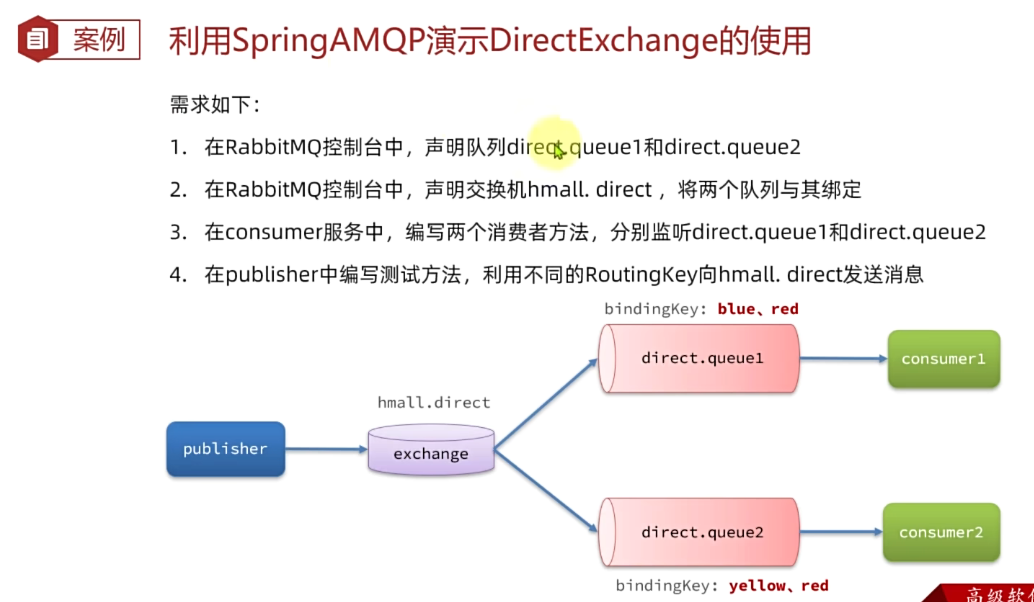 案例
利用SpringAMQP演示DirectExchange的使用
需求如下：
1. 在RabbitMQ控制台中，声明队列direct.queue1和direct.queue2
2. 在RabbitMQ控制台中，声明交换机hmall. direct ，将两个队列与其绑定
3. 在consumer服务中，编写两个消费者方法，分别监听direct.queue1和direct.queue2
4. 在publisher中编写测试方法，利用不同的RoutingKey向hmall. direct发送消息
bindingKey: blue、red
direct.queue1
consumer1
hmall.direct
publisher
exchange
direct.queue2
consumer2
bindingKey: yellow、red
高级软